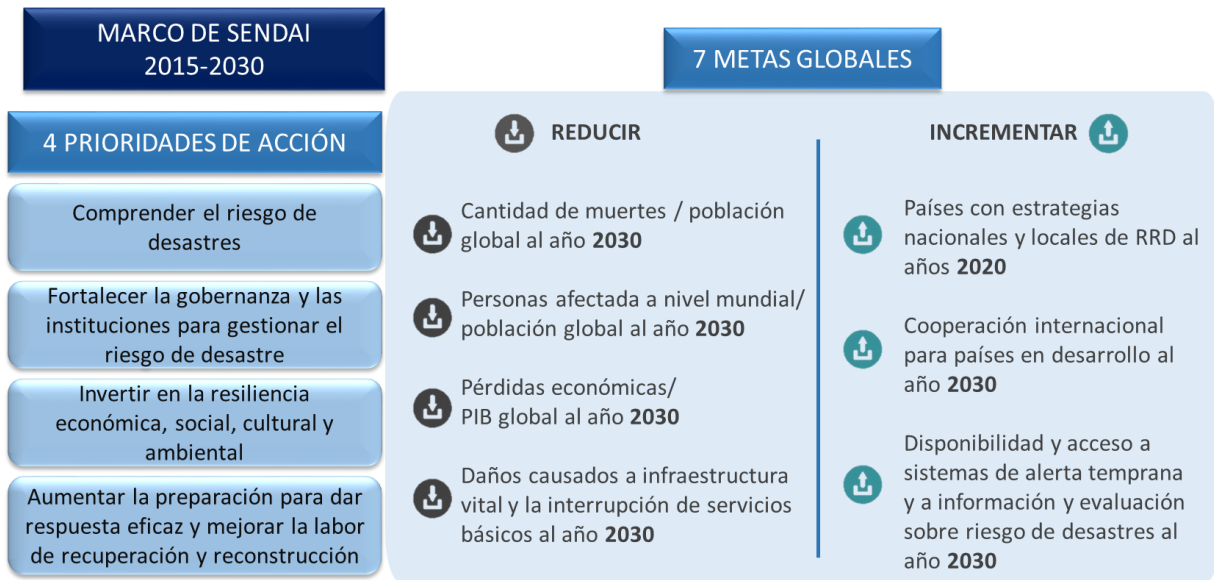 MARCO DE SENDAI
2015-2030
4 PRIORIDADES DE ACCIÓN
Comprender el riesgo de
desastres
Fortalecer la gobernanza y las
instituciones para gestionar el
riesgo de desastre
Invertir en la resiliencia
económica, social, cultural y
ambiental
Aumentar la preparación para dar
respuesta eficaz y mejorar la labor
de recuperación y reconstrucción
7 METAS GLOBALES
REDUCIR
Cantidad de muertes / población
global al año 2030
Personas afectada a nivel mundial/
población global al año 2030
Pérdidas económicas/
PIB global al año 2030
Daños causados a infraestructura
vital y la interrupción de servicios
básicos al año 2030
INCREMENTAR
Países con estrategias
nacionales y locales de RRD al
años 2020
Cooperación internacional
para países en desarrollo al
año 2030
Disponibilidad y acceso a
sistemas de alerta temprana
y a información y evaluación
sobre riesgo de desastres al
año 2030